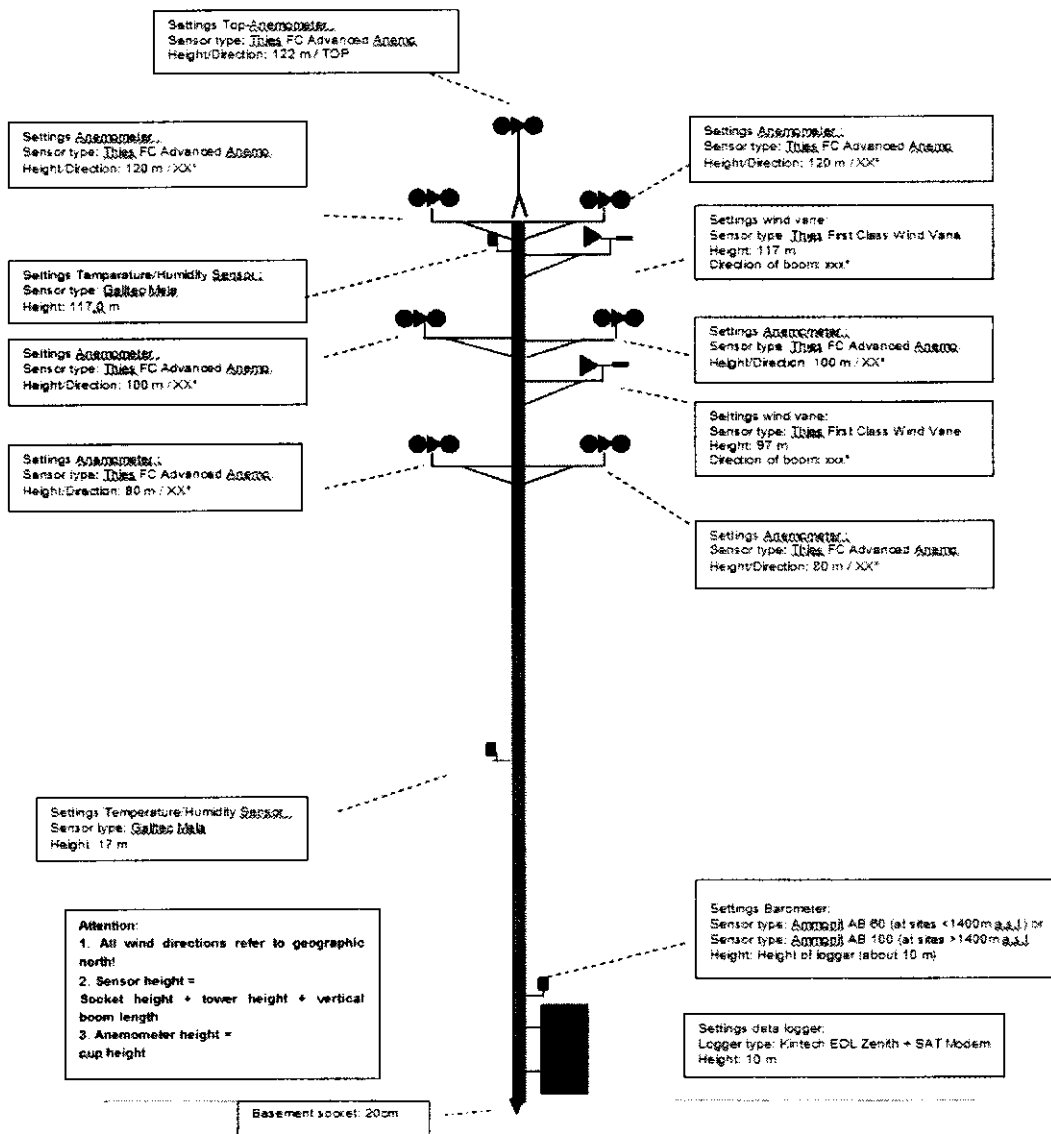 Settings Top-Anemometer.:
Sensor type: Thies FC Advanced Anemo.
Height/Direction: 122 m / TOP
Settings Anemometer.:
Sensor type: Thies FC Advanced Anemo.
Height/Direction: 120 m / XX°
Settings Anemometer.:
Sensor type: Thies FC Advanced Anemo.
Height/Direction: 120 m / XX°
Settings wind vane:
Sensor type: Thies First Class Wind Vane
Height: 117 m
Direction of boom: xxx°
Settings Temperature/Humidity Sensor.:
Sensor type: Galltec Mela
Height: 117,0 m
Settings Anemometer.:
Sensor type: Thies FC Advanced Anemo.
Height/Direction: 100 m / XX°
Settings Anemometer.:
Sensor type: Thies FC Advanced Anemo.
Height/Direction: 100 m / XX°
Settings wind vane:
Sensor type: Thies First Class Wind Vane
Height: 97 m
Direction of boom: xxx°
Settings Anemometer.:
Sensor type: Thies FC Advanced Anemo.
Height/Direction: 80 m / XX°
Settings Anemometer.:
Sensor type: Thies FC Advanced Anemo.
Height/Direction: 80 m / XX°
Settings Temperature/Humidity Sensor.:
Sensor type: Galltec Mela
Height: 17 m
Settings Barometer:
Sensor type: Ammonit AB 60 (at sites <1400m a.s.l.) or
Sensor type: Ammonit AB 100 (at sites >1400m a.s.l.
Height: Height of logger (about 10 m)
Attention:
1. All wind directions refer to geographic
north!
2. Sensor height =
Socket height + tower height + vertical
boom length
3. Anemometer height =
cup height
Settings data logger:
Logger type: Kintech EOL Zenith + SAT Modem
Height: 10 m
Basement socket: 20cm